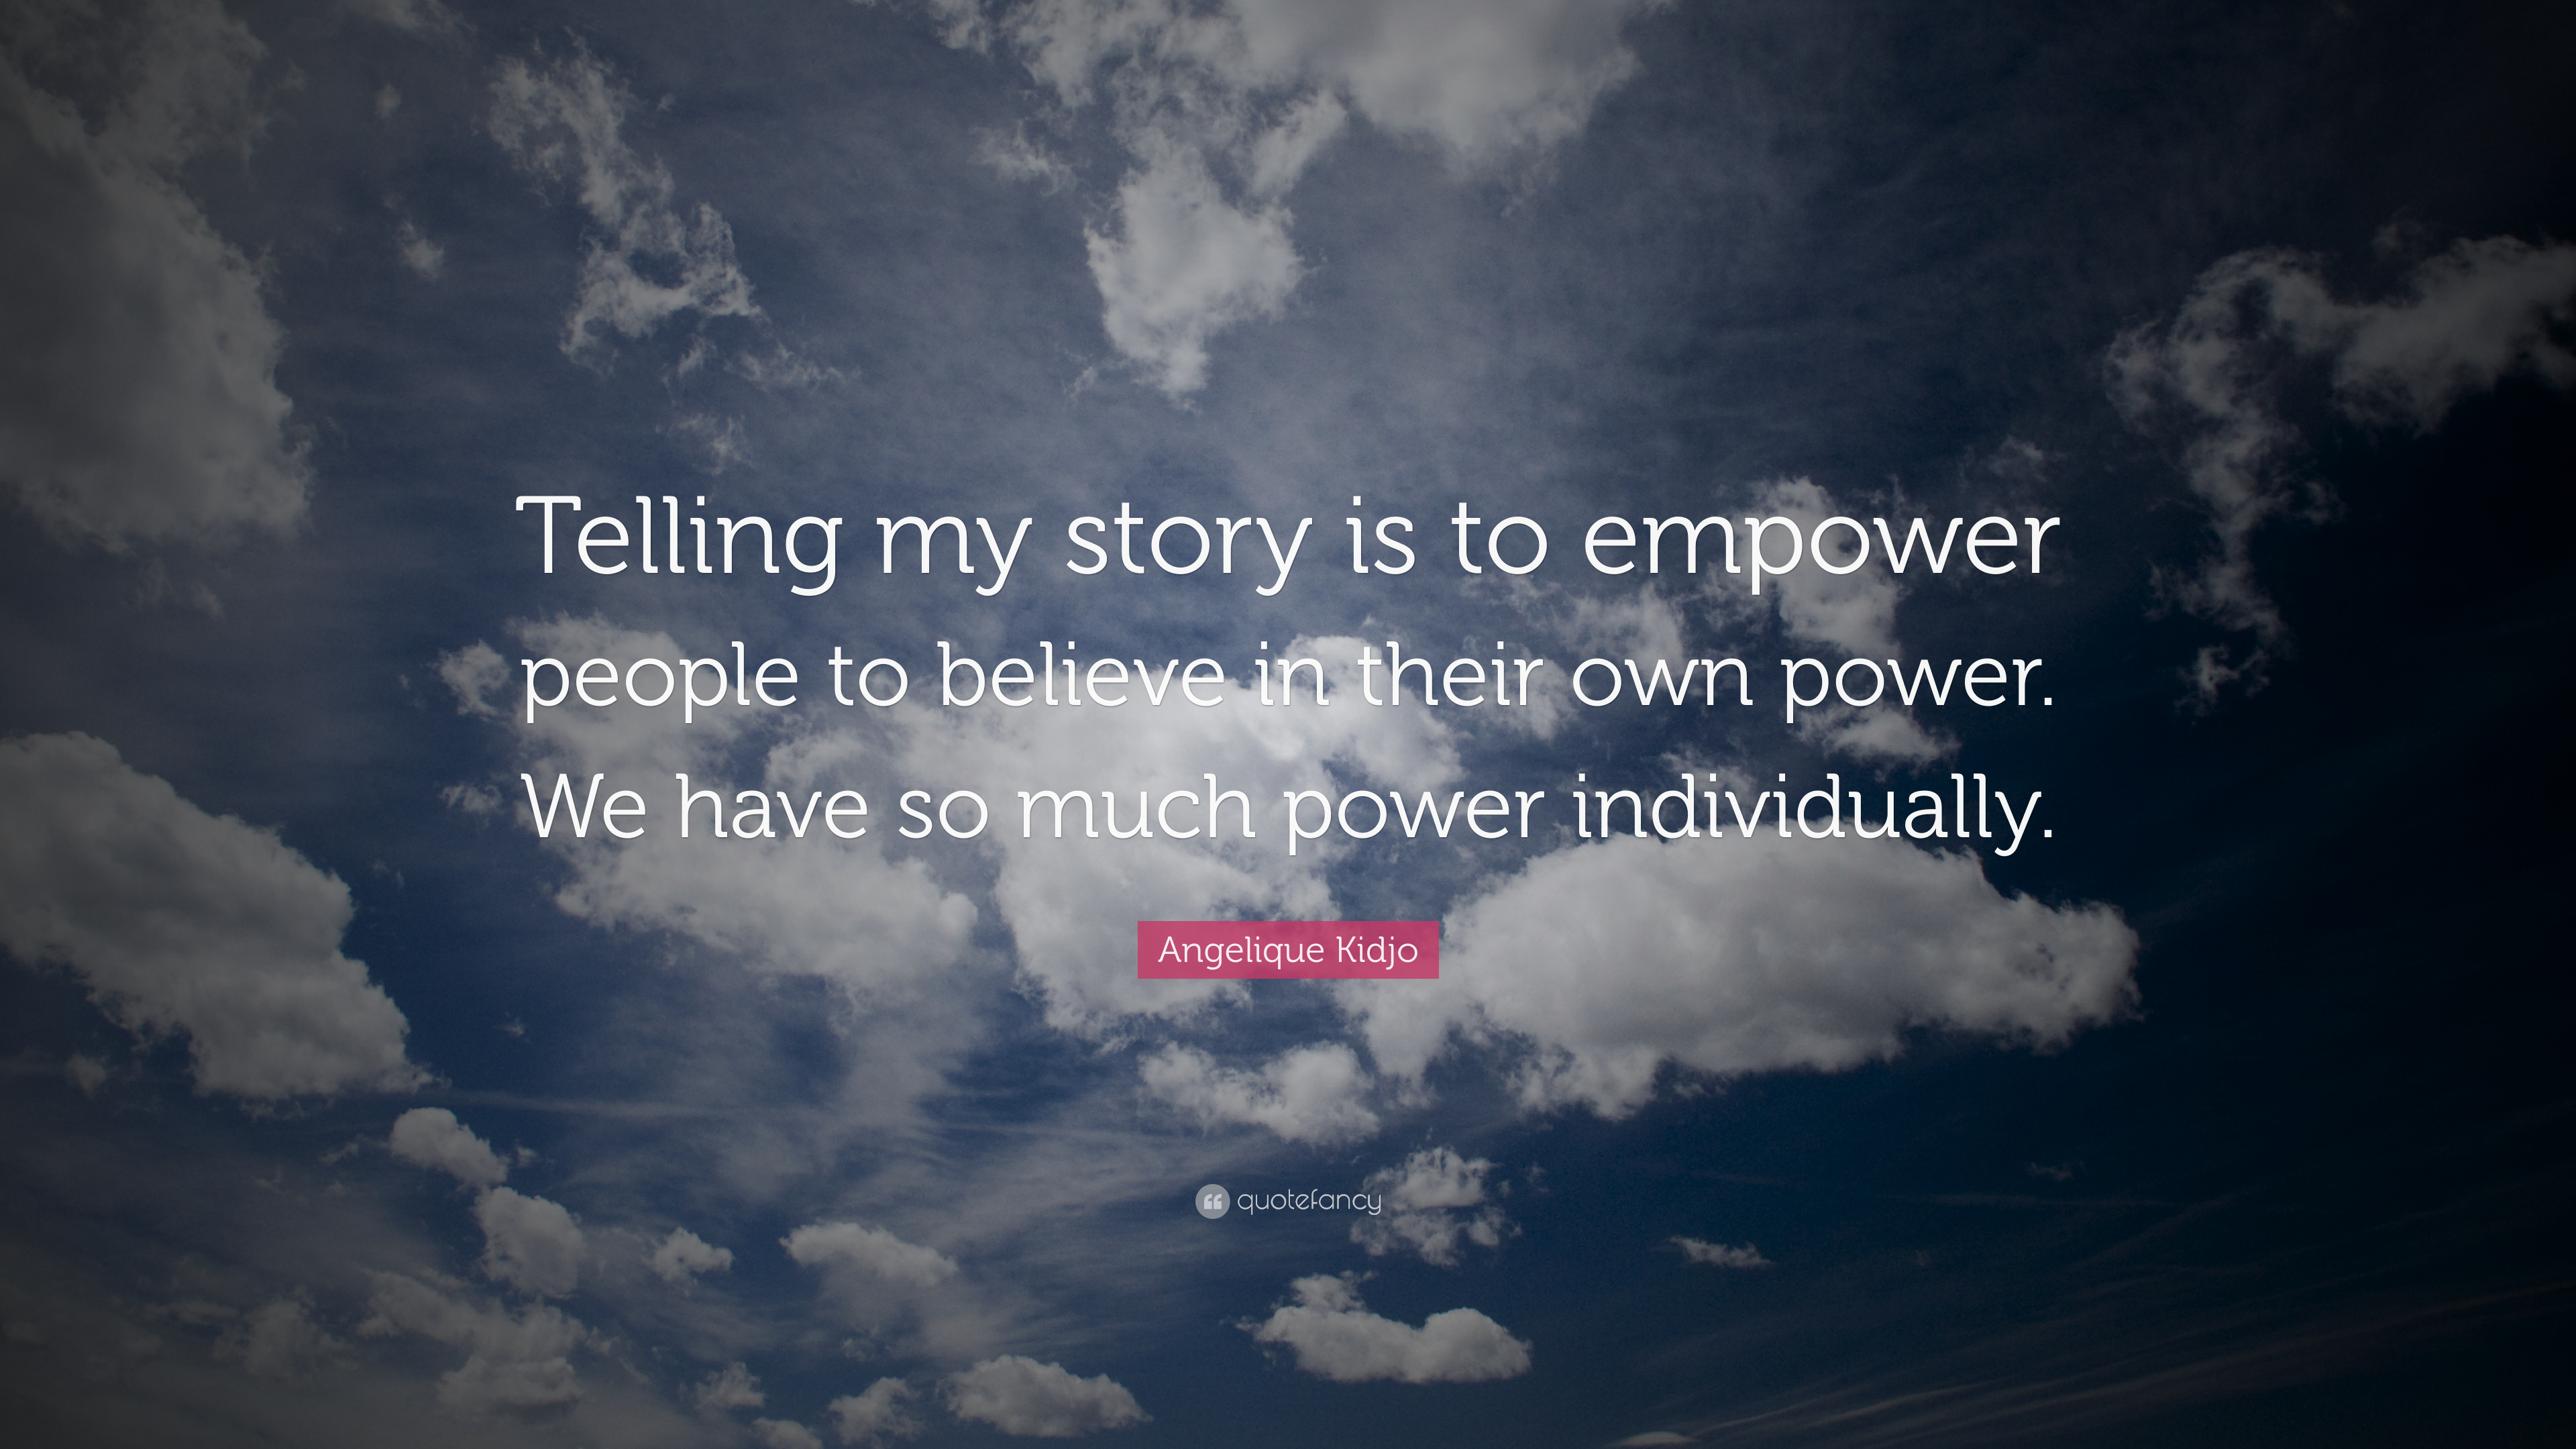 Telling my story is to empower
people to believe in their own power.
We have so much power individually.
Angelique Kidjo
quotefancy